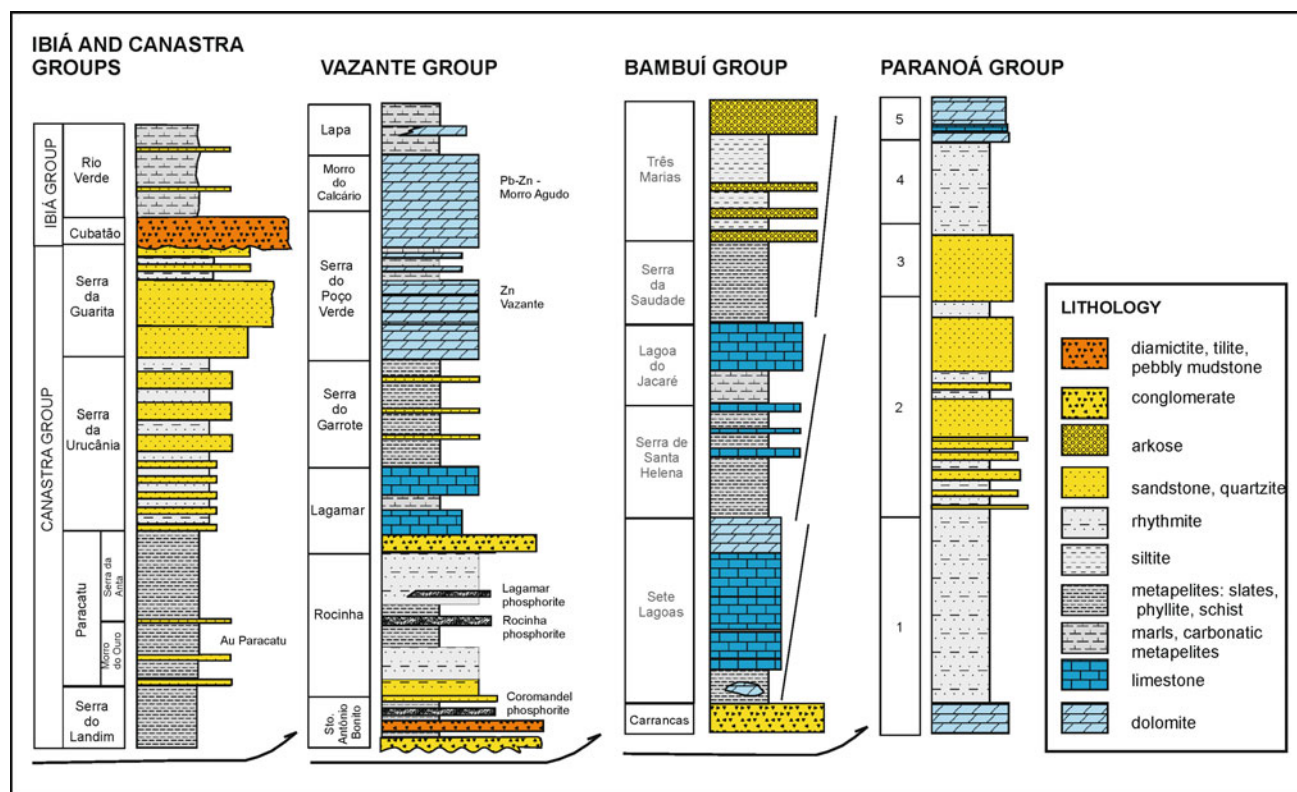 IBIÁ AND CANASTRA
GROUPS
IBIÁ GROUP
CANASTRA GROUP
Rio
Verde
Cubatão
Serra
da
Guarita
Serra
da
Urucânia
Paracatu
Serra da
Anta
Morro
do Ouro
Serra
do
Landim
Au Paracatu
VAZANTE GROUP
Lapa
Morro
do
Calcário
Serra
do
Poço
Verde
Serra
do
Garrote
Lagamar
Rocinha
Sto.
Antônio
Bonito
Pb-Zn -
Morro Agudo
Zn
Vazante
Lagamar
phosphorite
Rocinha
phosphorite
Coromandel
phosphorite
BAMBUÍ GROUP
Três
Marias
Serra
da
Saudade
Lagoa
do
Jacaré
Serra de
Santa
Helena
Sete
Lagoas
Carrancas
PARANOÁ GROUP
5
4
3
2
1
LITHOLOGY
diamictite, tilite,
pebbly mudstone
conglomerate
arkose
sandstone, quartzite
rhythmite
siltite
metapelites: slates,
phyllite, schist
marls, carbonatic
metapelites
limestone
dolomite